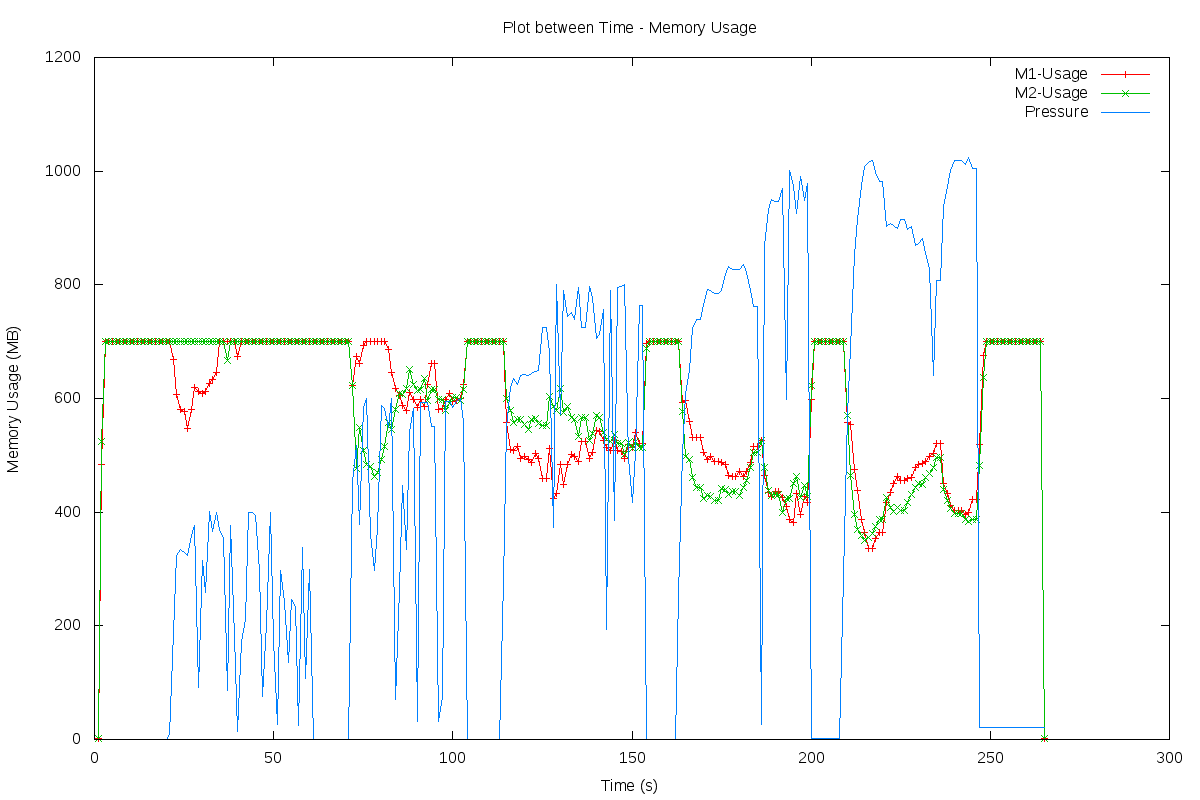 Plot between Time - Memory Usage
1200
1000
800
600
400
200
0
Memory Usage (MB)
M1-Usage
M2-Usage
Pressure
0 50 100 150 200 250 300
Time (s)